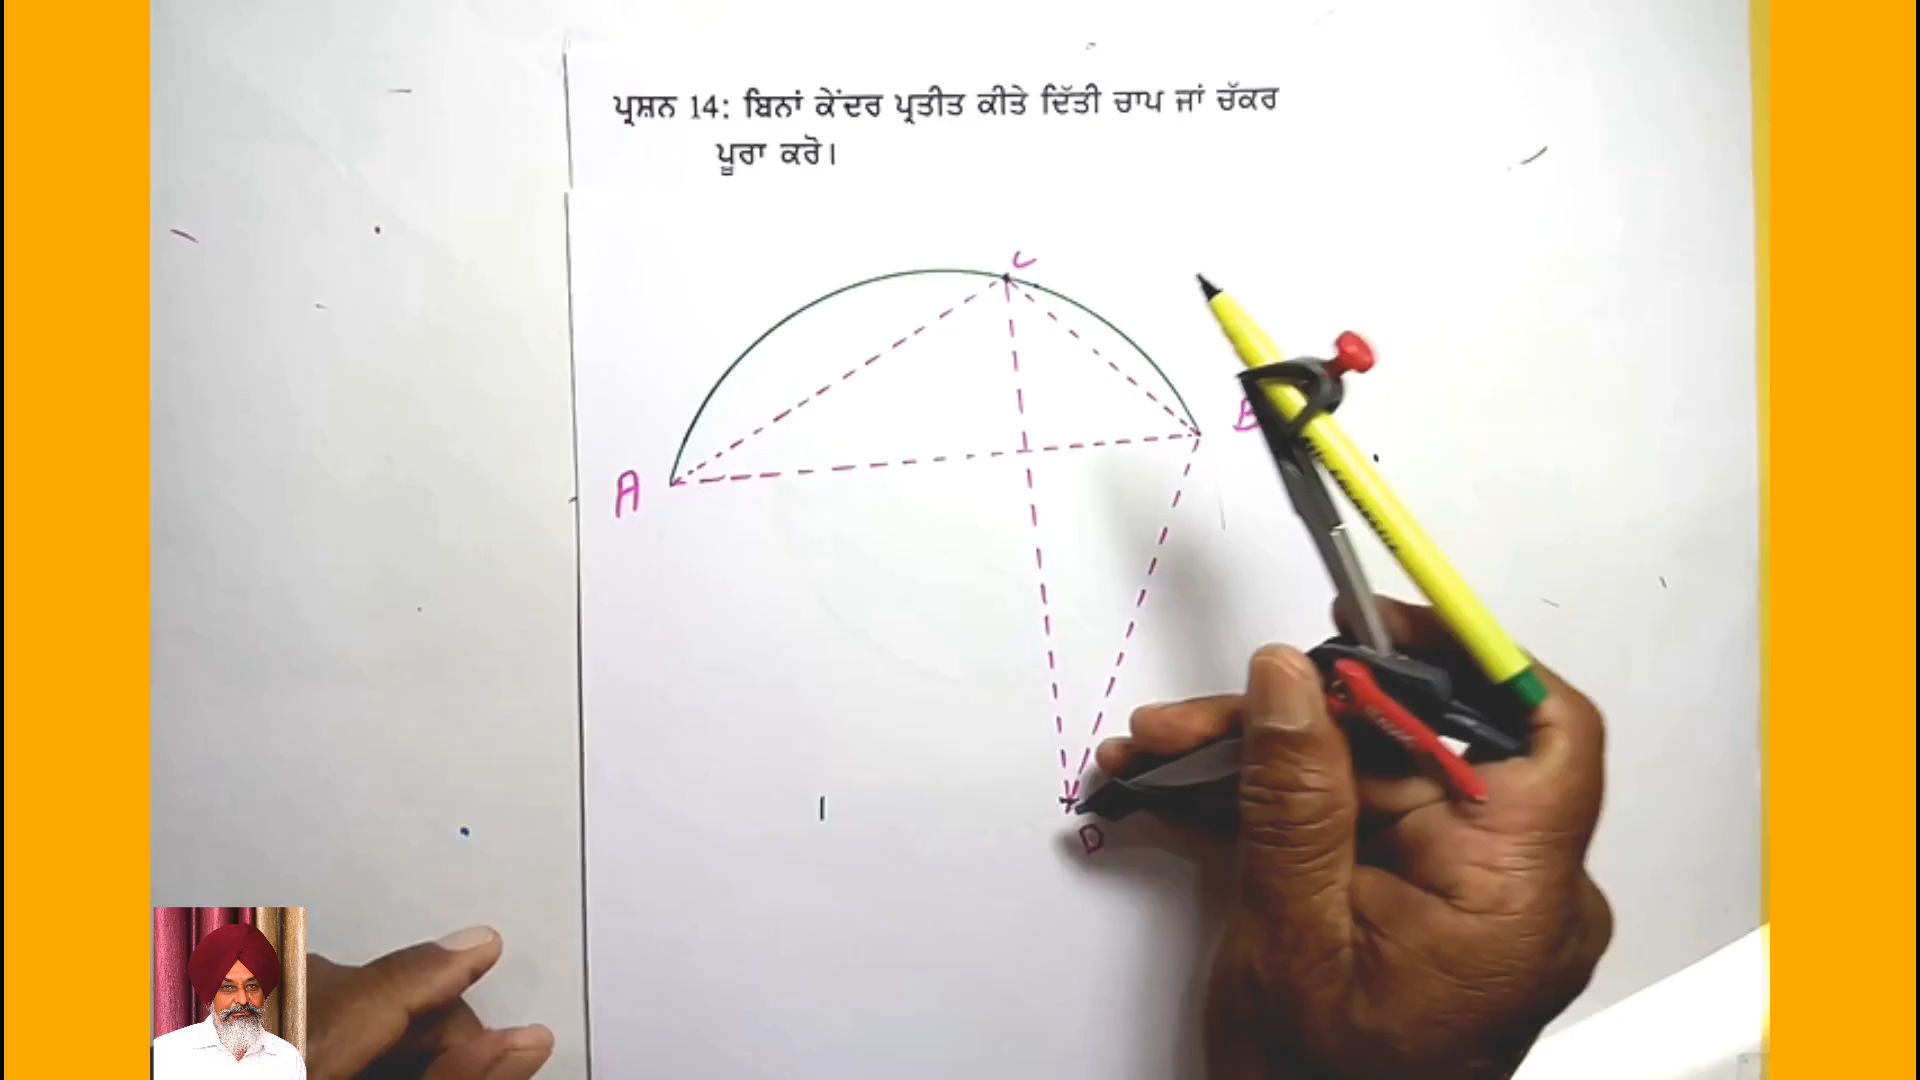 ਪ੍ਰਸ਼ਨ 14: ਬਿਨਾਂ ਕੇਂਦਰ ਪ੍ਰਤੀਤ ਕੀਤੇ ਦਿੱਤੀ ਚਾਪ ਜਾਂ ਚੱਕਰ
ਪੂਰਾ ਕਰੋ।
C
B
A
D